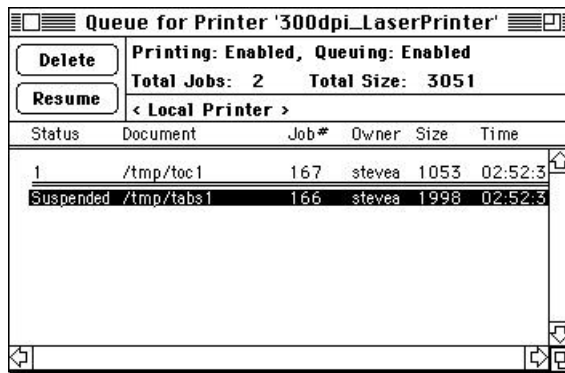 Queue for Printer '300dpi_LaserPrinter'
Delete
Resume
Printing: Enabled, Queuing: Enabled
Total Jobs: 2 Total Size: 3051
< Local Printer >
Status Document Job# Owner Size Time
1 /tmp/toc1 167 stevea 1053 02:52:3
Suspended /tmp/tabs1 166 stevea 1998 02:52:3